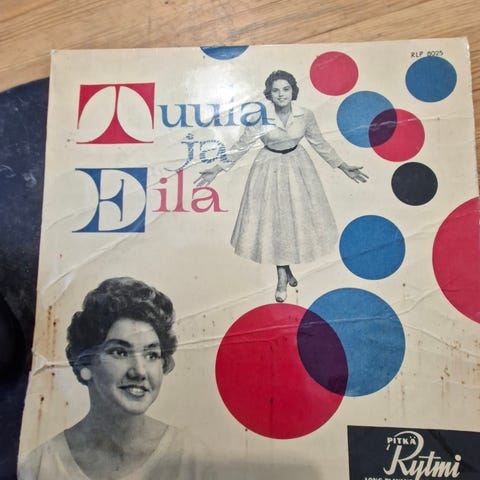 RLP 8025
Tuula
ja
Eila
PITKÄ
Rytmi